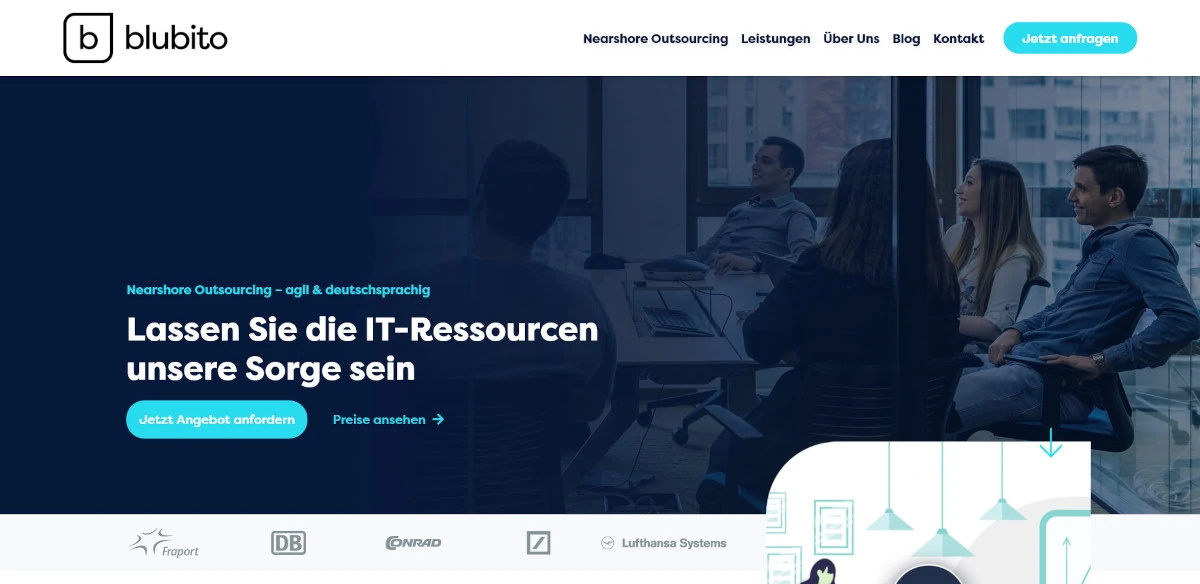 b blubito
Nearshore Outsourcing Leistungen Über Uns Blog Kontakt Jetzt anfragen
Nearshore Outsourcing – agil & deutschsprachig
Lassen Sie die IT-Ressourcen
unsere Sorge sein
Jetzt Angebot anfordern Preise ansehen →
Fraport DB CONRAD Lufthansa Systems